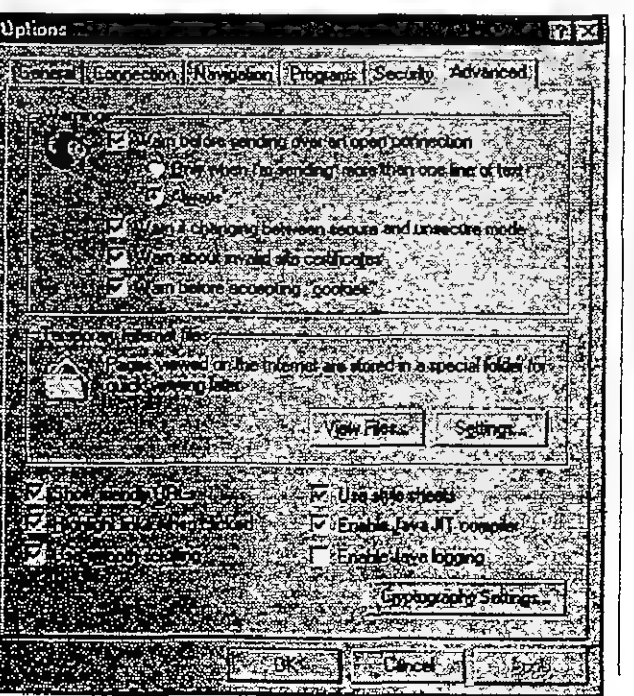 Options
General Connection Navigation Programs Security Advanced
Warnings
Warn before sending over an open connection
Only when I'm sending more than one line of text
Always
Warn if changing between secure and unsecure mode
Warn about invalid site certificates
Warn before accepting "cookies"
Temporary Internet files
Pages viewed on the Internet are stored in a special folder for
quick viewing later.
View Files... Settings...
Show friendly URLs Use style sheets
Highlight links when clicked Enable Java JIT compiler
Use smooth scrolling Enable Java logging
Cryptography Settings...
OK Cancel Apply